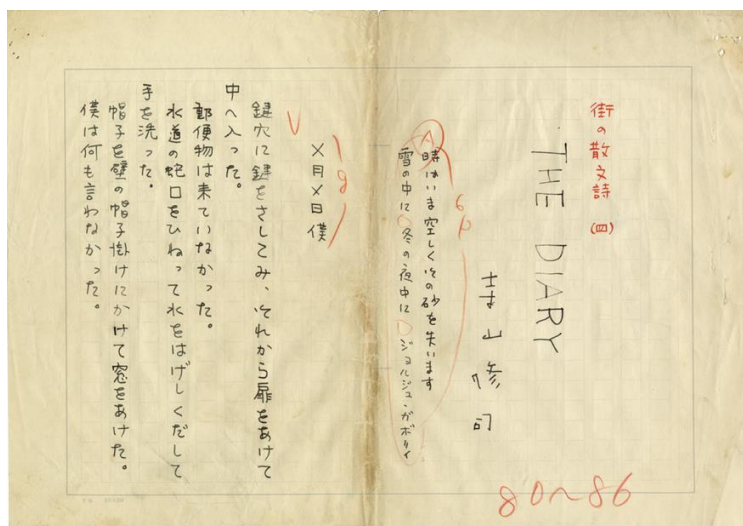 街の散文詩 (四)
THE DIARY
寺山修司
6P
A
時はいま空しくその砂を失います
雪の中に 冬の夜中に ジョルジュ・ガボリイ
18
×月×日 僕
鍵穴に鍵をさしこみ、それから扉をあけて
中へ入った。
郵便物は来ていなかった。
水道の蛇口をひねって水をはげしくだして
手を洗った。
帽子を壁の帽子掛けにかけて窓をあけた。
僕は何も言わなかった。
80~86